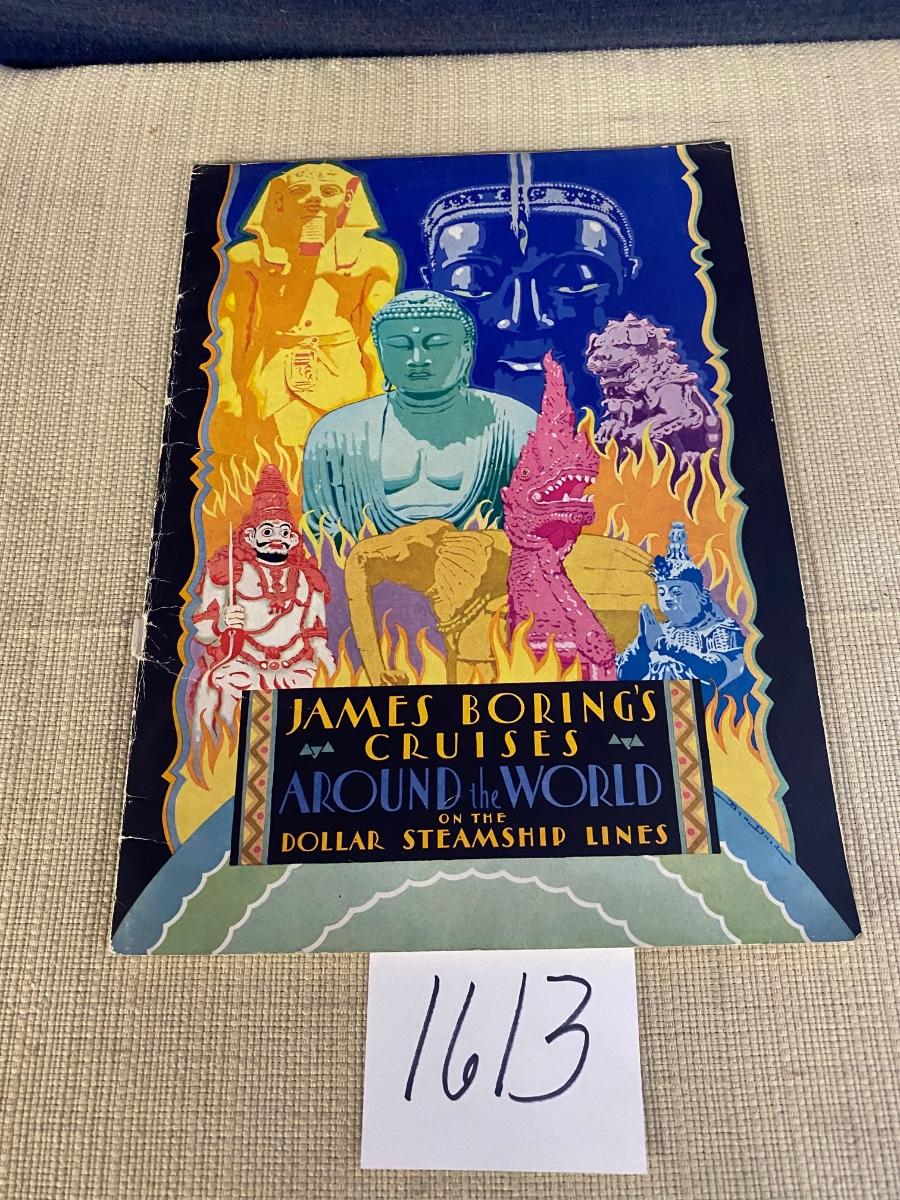 JAMES BORING'S
CRUISES
AROUND the WORLD
ON THE
DOLLAR STEAMSHIP LINES
1613